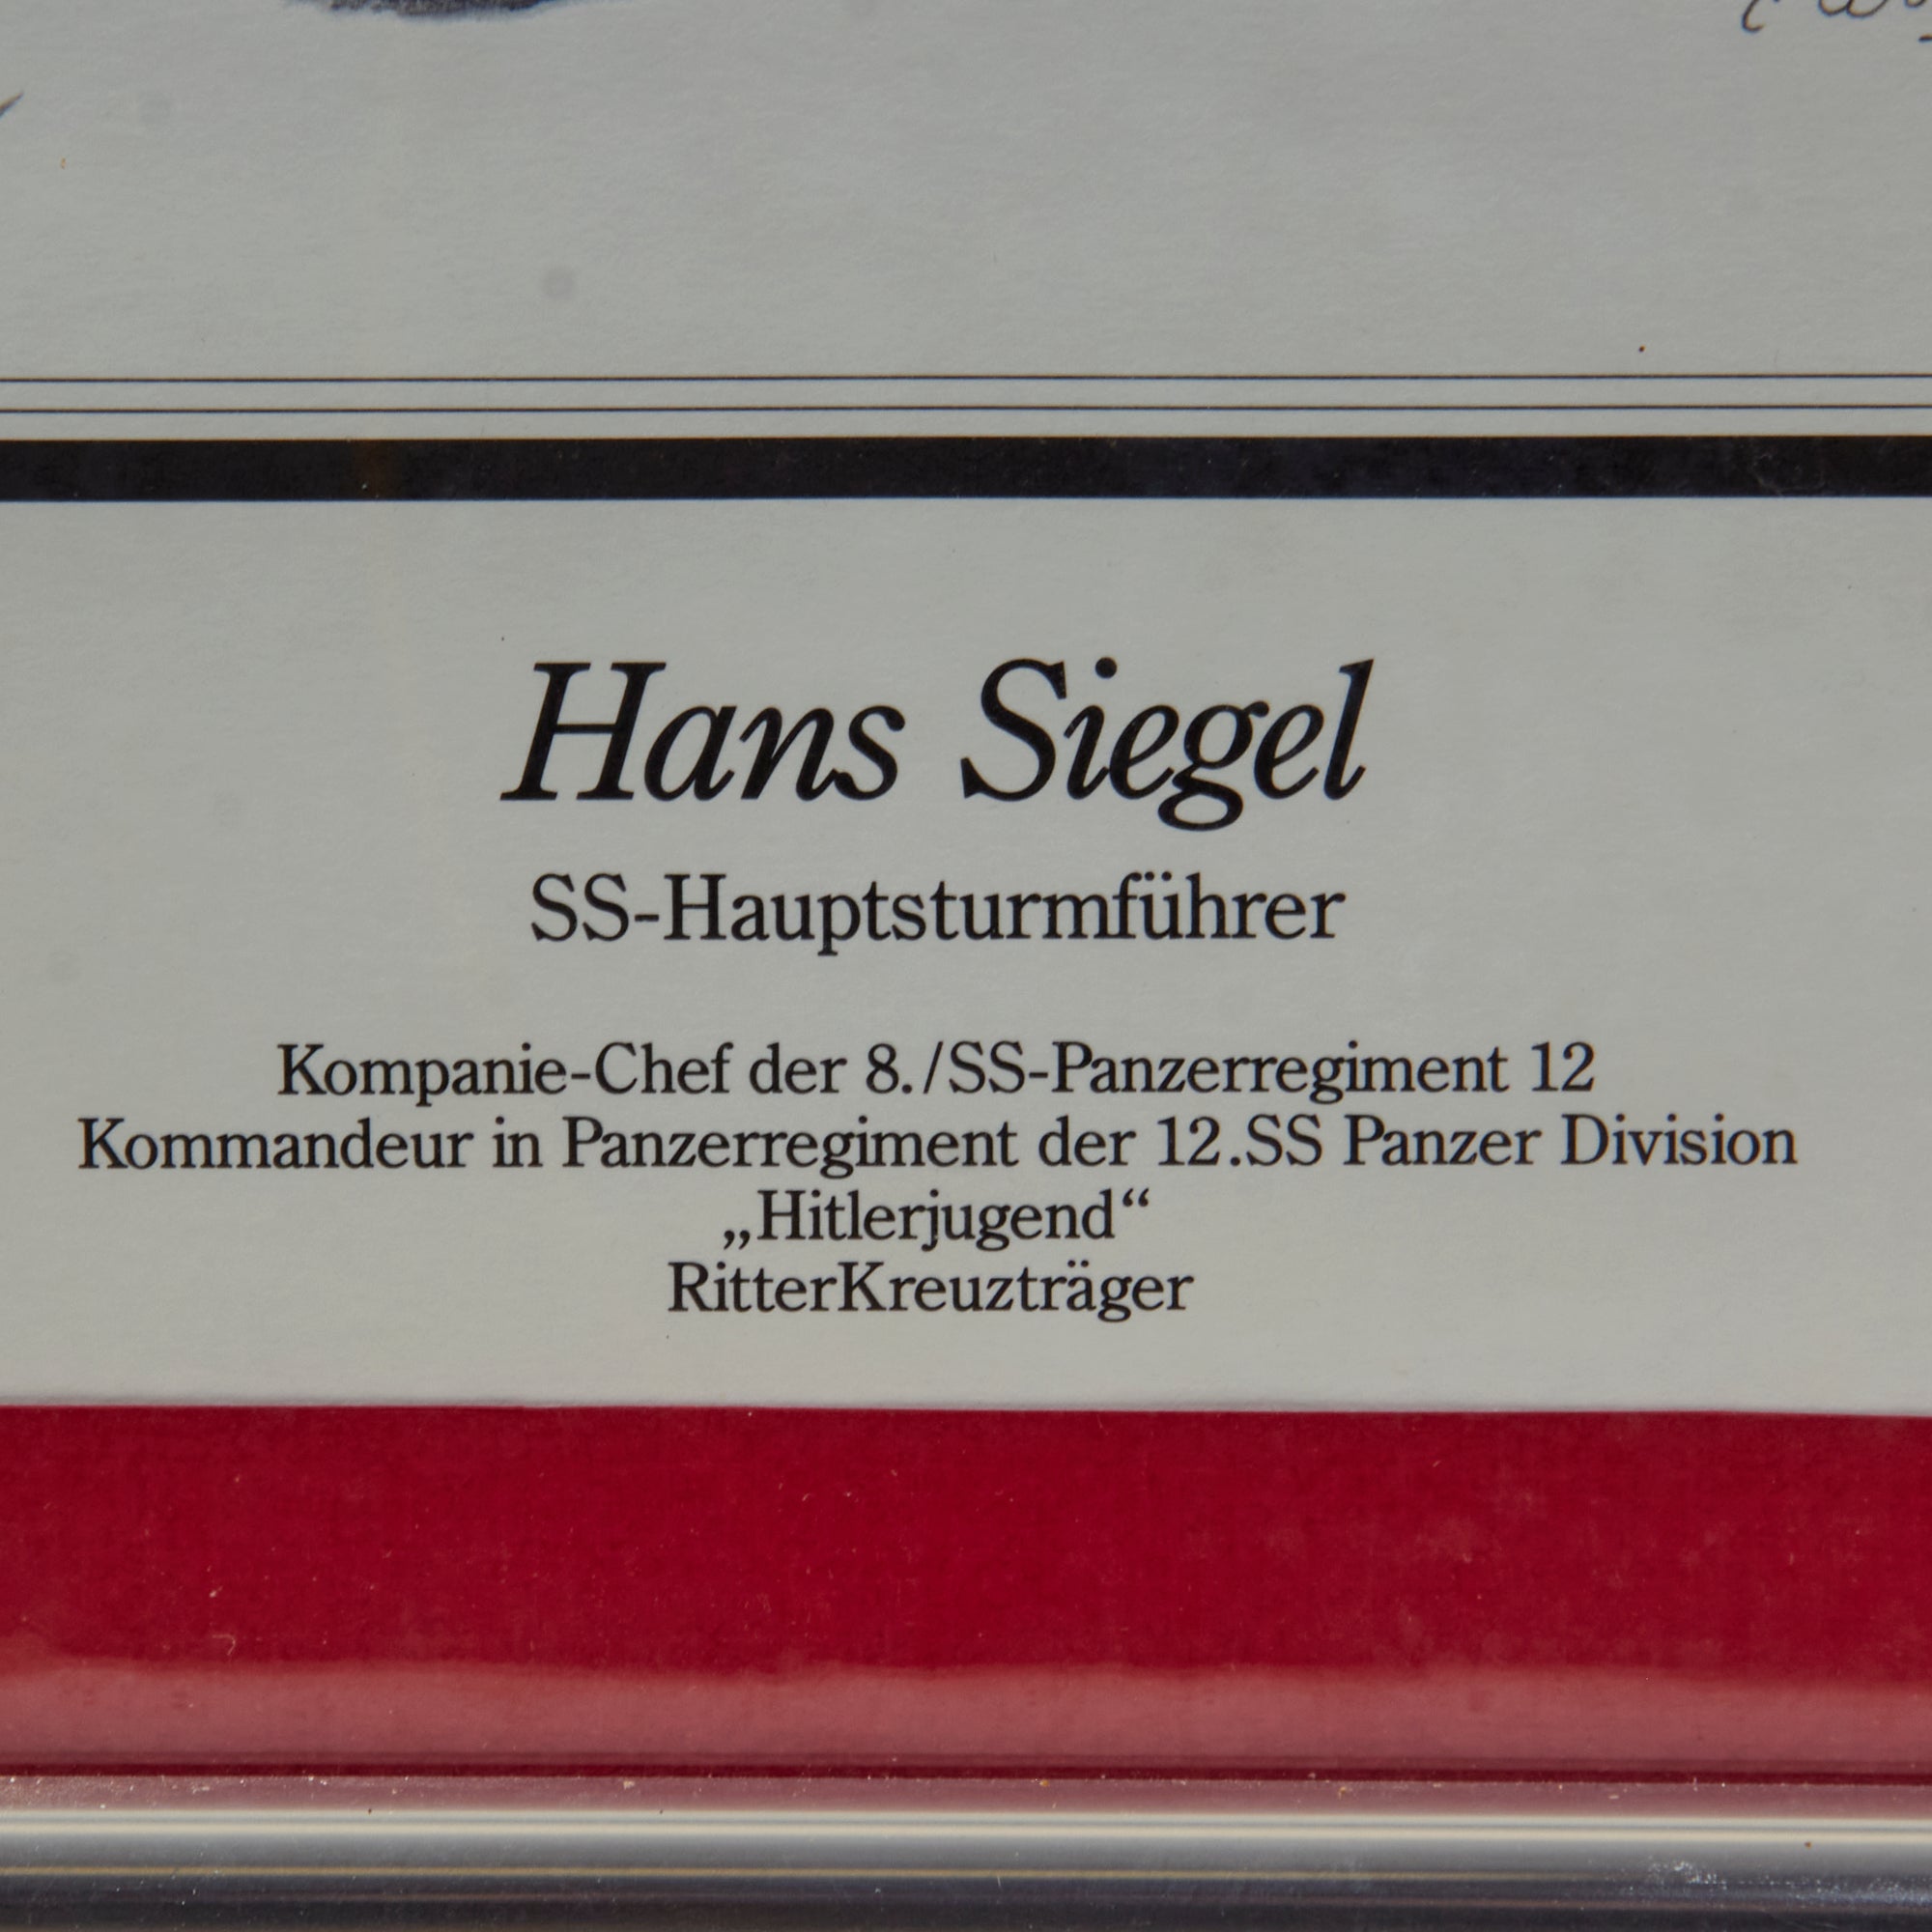 Hans Siegel
SS-Hauptsturmführer
Kompanie-Chef der 8./SS-Panzerregiment 12
Kommandeur in Panzerregiment der 12.SS Panzer Division
„Hitlerjugend“
RitterKreuzträger